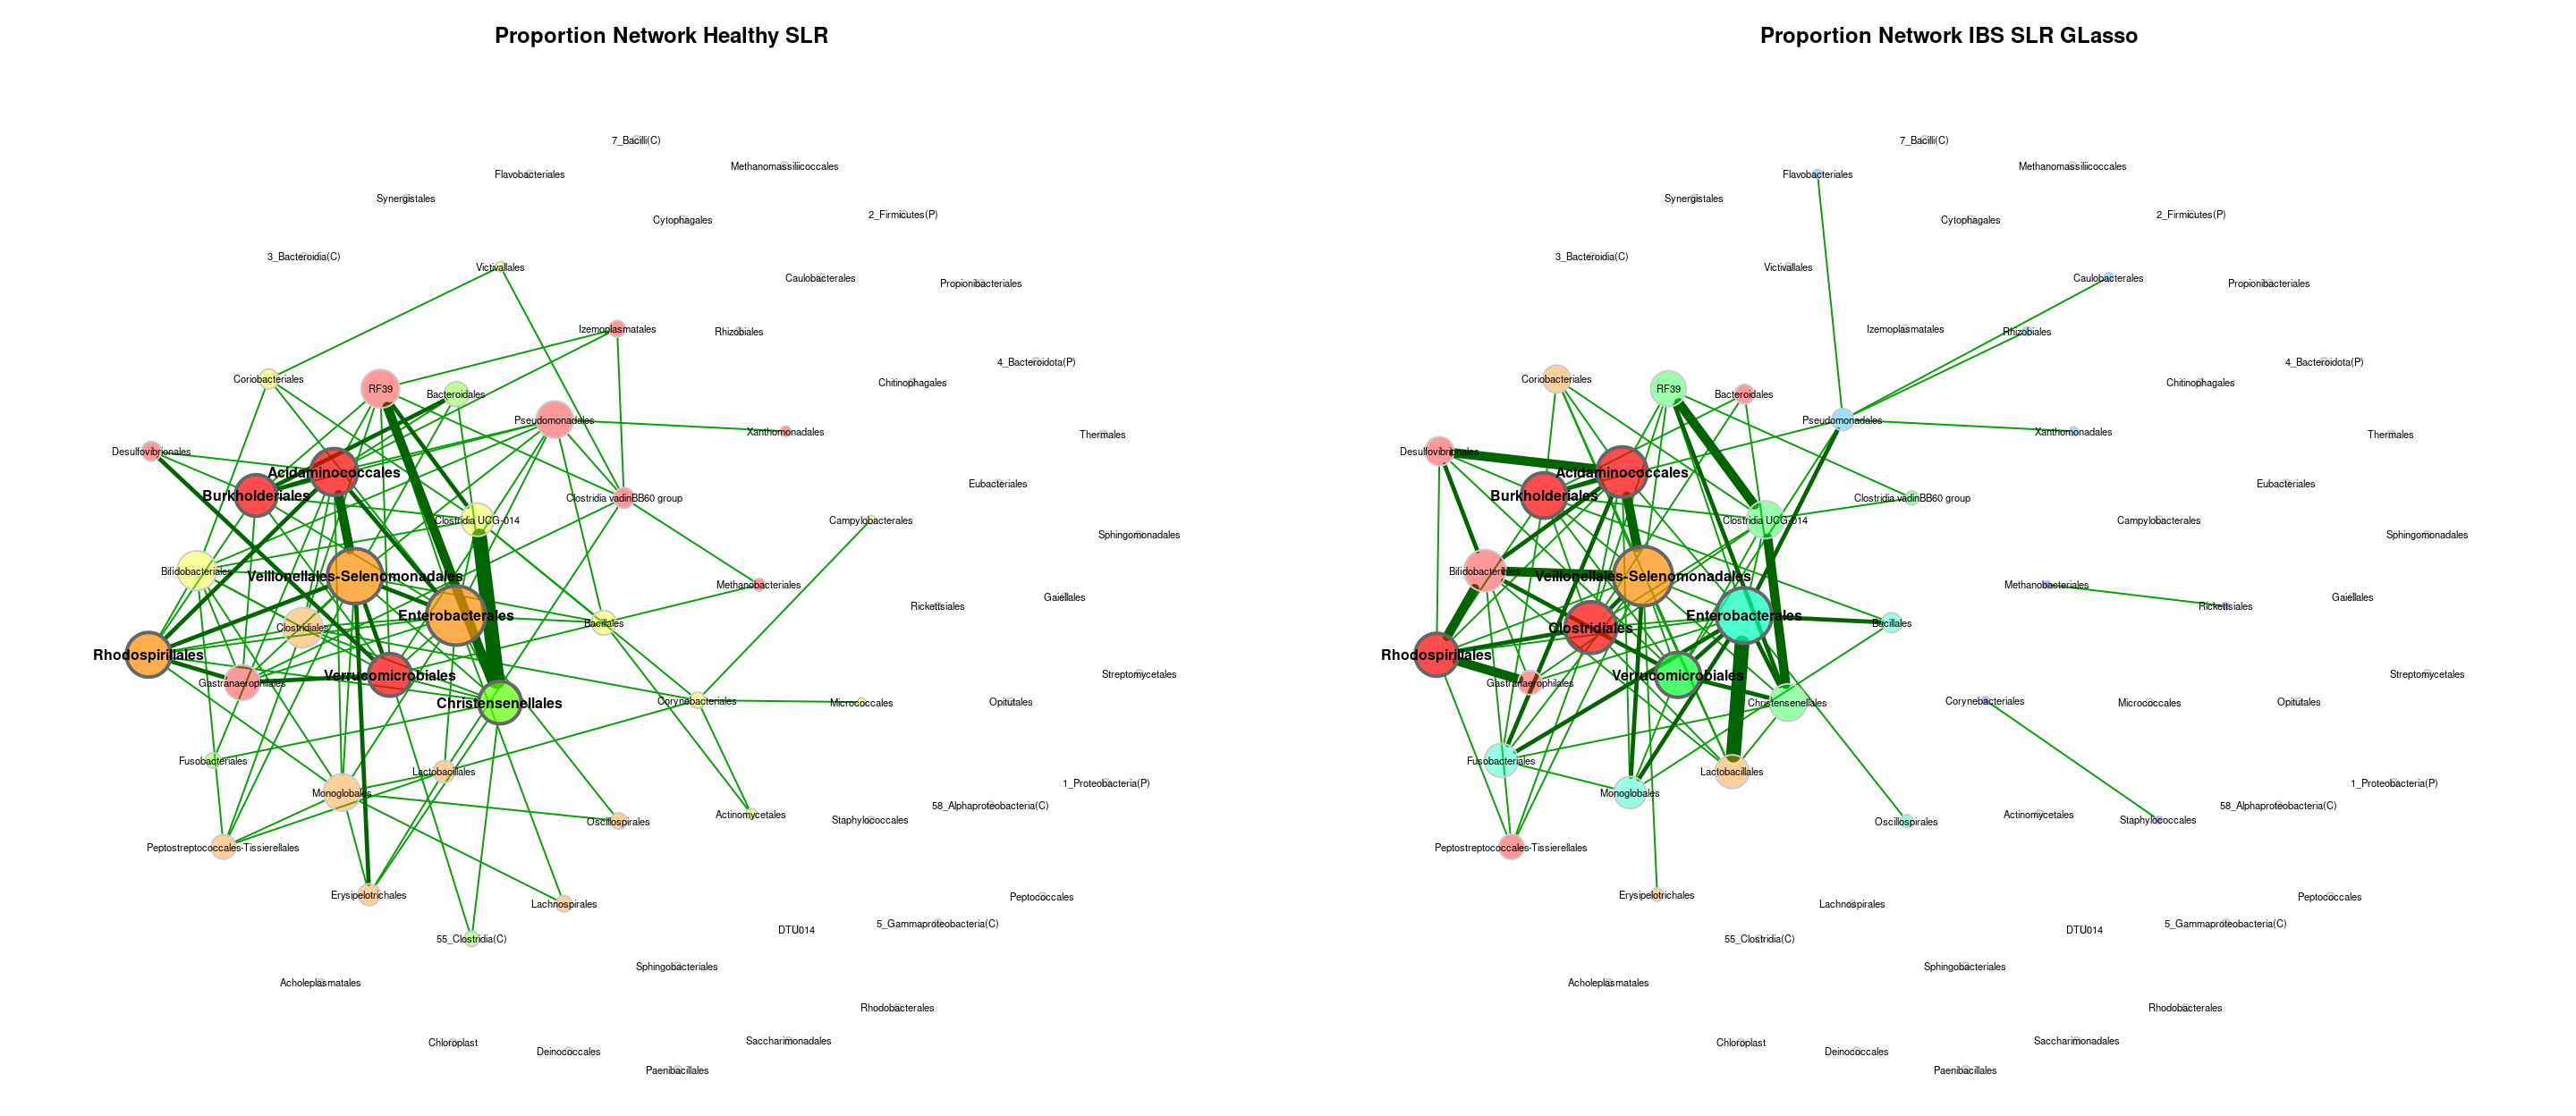 Proportion Network Healthy SLR
7_Bacilli(C)
Methanomassiliicoccales
Flavobacteriales
Synergistales
2_Firmicutes(P)
Cytophagales
3_Bacteroidia(C)
Victivallales
Caulobacterales
Propionibacteriales
Izemoplasmatales
Rhizobiales
4_Bacteroidota(P)
Coriobacteriales
Chitinophagales
RF39
Bacteroidales
Pseudomonadales
Xanthomonadales
Thermales
Desulfovibrionales
Acidaminococcales
Eubacteriales
Burkholderiales
Clostridia vadinBB60 group
Clostridia UCG-014
Campylobacterales
Sphingomonadales
Bifidobacteriales
Veillonellales-Selenomonadales
Methanobacteriales
Gaiellales
Rickettsiales
Enterobacterales
Bacillales
Clostridiales
Rhodospirillales
Streptomycetales
Verrucomicrobiales
Gastranaerophilales
Christensenellales
Corynebacteriales
Micrococcales
Opitutales
Fusobacteriales
Lactobacillales
1_Proteobacteria(P)
Monoglobales
58_Alphaproteobacteria(C)
Actinomycetales
Staphylococcales
Oscillospirales
Peptostreptococcales-Tissierellales
Erysipelotrichales
Peptococcales
Lachnospirales
5_Gammaproteobacteria(C)
DTU014
55_Clostridia(C)
Sphingobacteriales
Acholeplasmatales
Rhodobacterales
Saccharimonadales
Chloroplast
Deinococcales
Paenibacillales
Proportion Network IBS SLR GLasso
7_Bacilli(C)
Methanomassiliicoccales
Flavobacteriales
Synergistales
2_Firmicutes(P)
Cytophagales
3_Bacteroidia(C)
Victivallales
Caulobacterales
Propionibacteriales
Izemoplasmatales
Rhizobiales
4_Bacteroidota(P)
Coriobacteriales
Chitinophagales
RF39
Bacteroidales
Pseudomonadales
Xanthomonadales
Thermales
Desulfovibrionales
Acidaminococcales
Eubacteriales
Burkholderiales
Clostridia vadinBB60 group
Clostridia UCG-014
Campylobacterales
Sphingomonadales
Bifidobacteriales
Veillonellales-Selenomonadales
Methanobacteriales
Gaiellales
Rickettsiales
Enterobacterales
Bacillales
Clostridiales
Rhodospirillales
Streptomycetales
Verrucomicrobiales
Gastranaerophilales
Christensenellales
Corynebacteriales
Micrococcales
Opitutales
Fusobacteriales
Lactobacillales
1_Proteobacteria(P)
Monoglobales
58_Alphaproteobacteria(C)
Actinomycetales
Staphylococcales
Oscillospirales
Peptostreptococcales-Tissierellales
Erysipelotrichales
Peptococcales
Lachnospirales
5_Gammaproteobacteria(C)
DTU014
55_Clostridia(C)
Sphingobacteriales
Acholeplasmatales
Rhodobacterales
Saccharimonadales
Chloroplast
Deinococcales
Paenibacillales